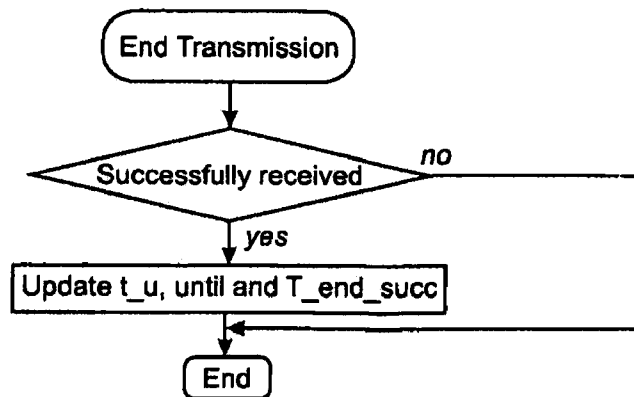 End Transmission
no
Successfully received
yes
Update t_u, until and T_end_succ
End